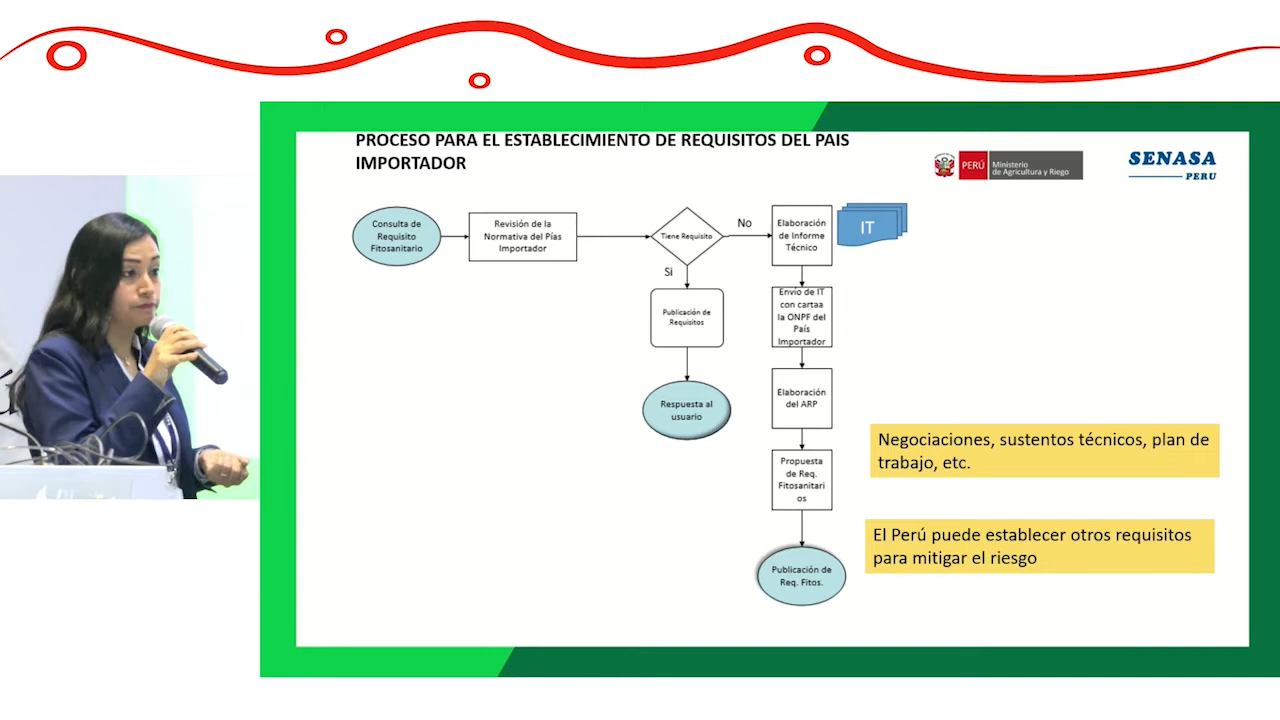 PROCESO PARA EL ESTABLECIMIENTO DE REQUISITOS DEL PAIS
IMPORTADOR
PERÚ
Ministerio
de Agricultura y Riego
SENASA
PERU
Consulta de
Requisito
Fitosanitario
Revisión de la
Normativa del Pías
Importador
Tiene Requisito
No
Si
Elaboración
de Informe
Técnico
IT
Publicación de
Requisitos
Respuesta al
usuario
Envío de IT
con cartaa
la ONPF del
País
Importador
Elaboración
del ARP
Propuesta
de Req.
Fitosanitari
os
Publicación de
Req. Fitos.
Negociaciones, sustentos técnicos, plan de
trabajo, etc.
El Perú puede establecer otros requisitos
para mitigar el riesgo